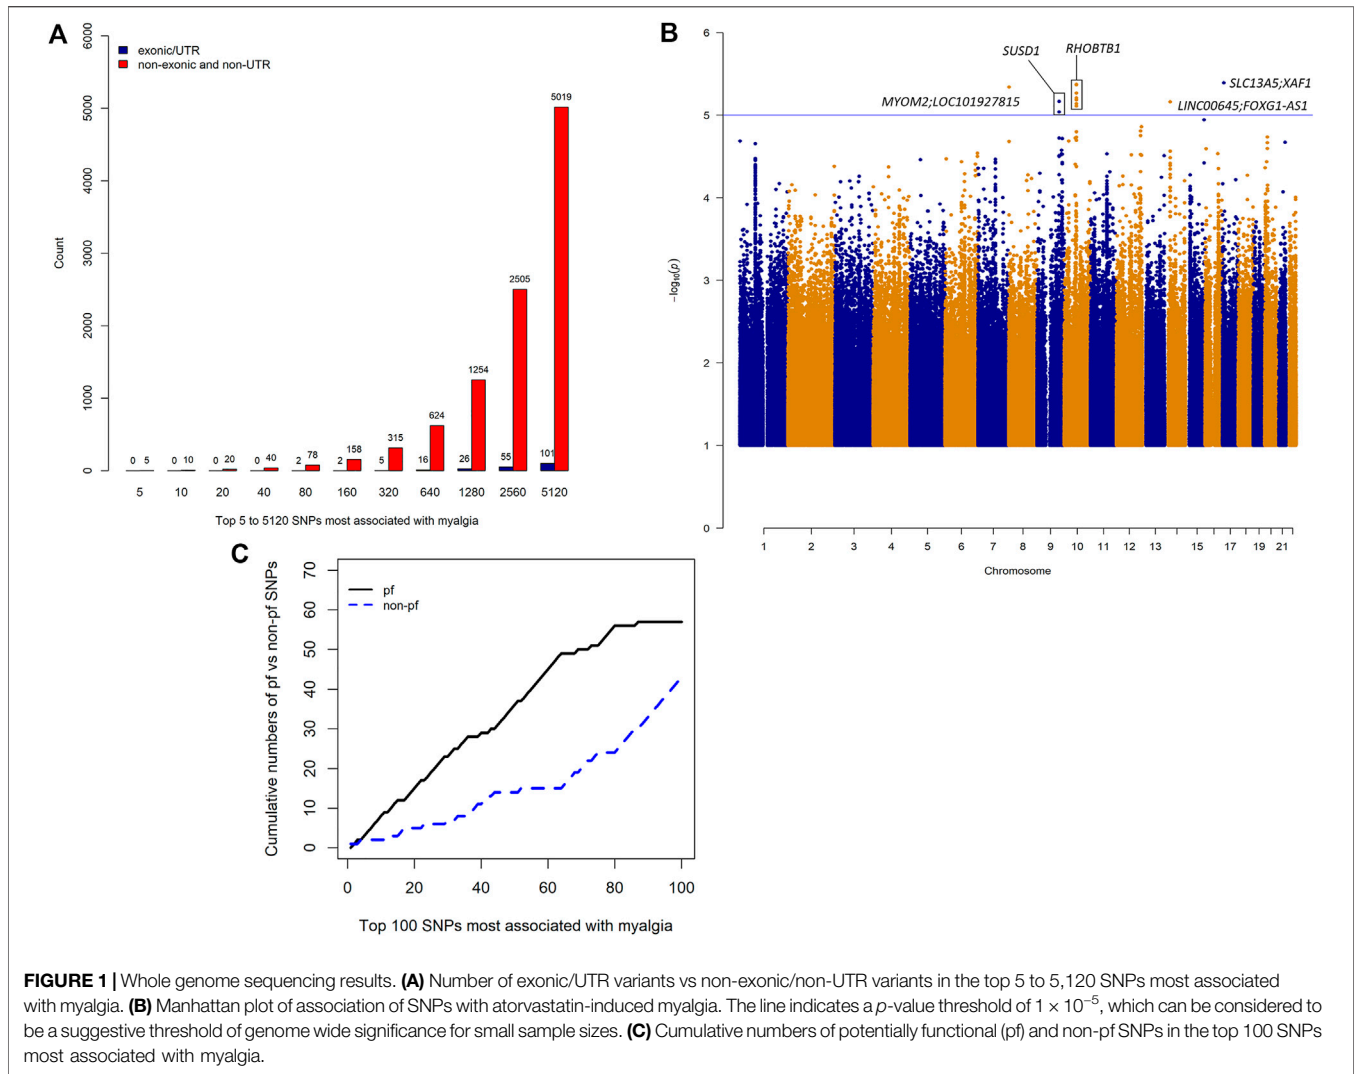 A
6000
5000
4000
3000
2000
1000
0
Count
exonic/UTR
non-exonic and non-UTR
0 5 0 10 0 20 0 40 2 78 2 158 5 315 16 624 26 1254 55 2505 101 5019
5 10 20 40 80 160 320 640 1280 2560 5120
Top 5 to 5120 SNPs most associated with myalgia
B
6
5
4
3
2
1
0
−log10(p)
SUSD1
RHOBTB1
MYOM2;LOC101927815
SLC13A5;XAF1
LINC00645;FOXG1-AS1
1 2 3 4 5 6 7 8 9 10 11 12 13 15 17 19 21
Chromosome
C
70
60
50
40
30
20
10
0
Cumulative numbers of pf vs non-pf SNPs
pf
non-pf
0 20 40 60 80 100
Top 100 SNPs most associated with myalgia
FIGURE 1 | Whole genome sequencing results. (A) Number of exonic/UTR variants vs non-exonic/non-UTR variants in the top 5 to 5,120 SNPs most associated
with myalgia. (B) Manhattan plot of association of SNPs with atorvastatin-induced myalgia. The line indicates a p-value threshold of 1 × 10⁻⁵, which can be considered to
be a suggestive threshold of genome wide significance for small sample sizes. (C) Cumulative numbers of potentially functional (pf) and non-pf SNPs in the top 100 SNPs
most associated with myalgia.